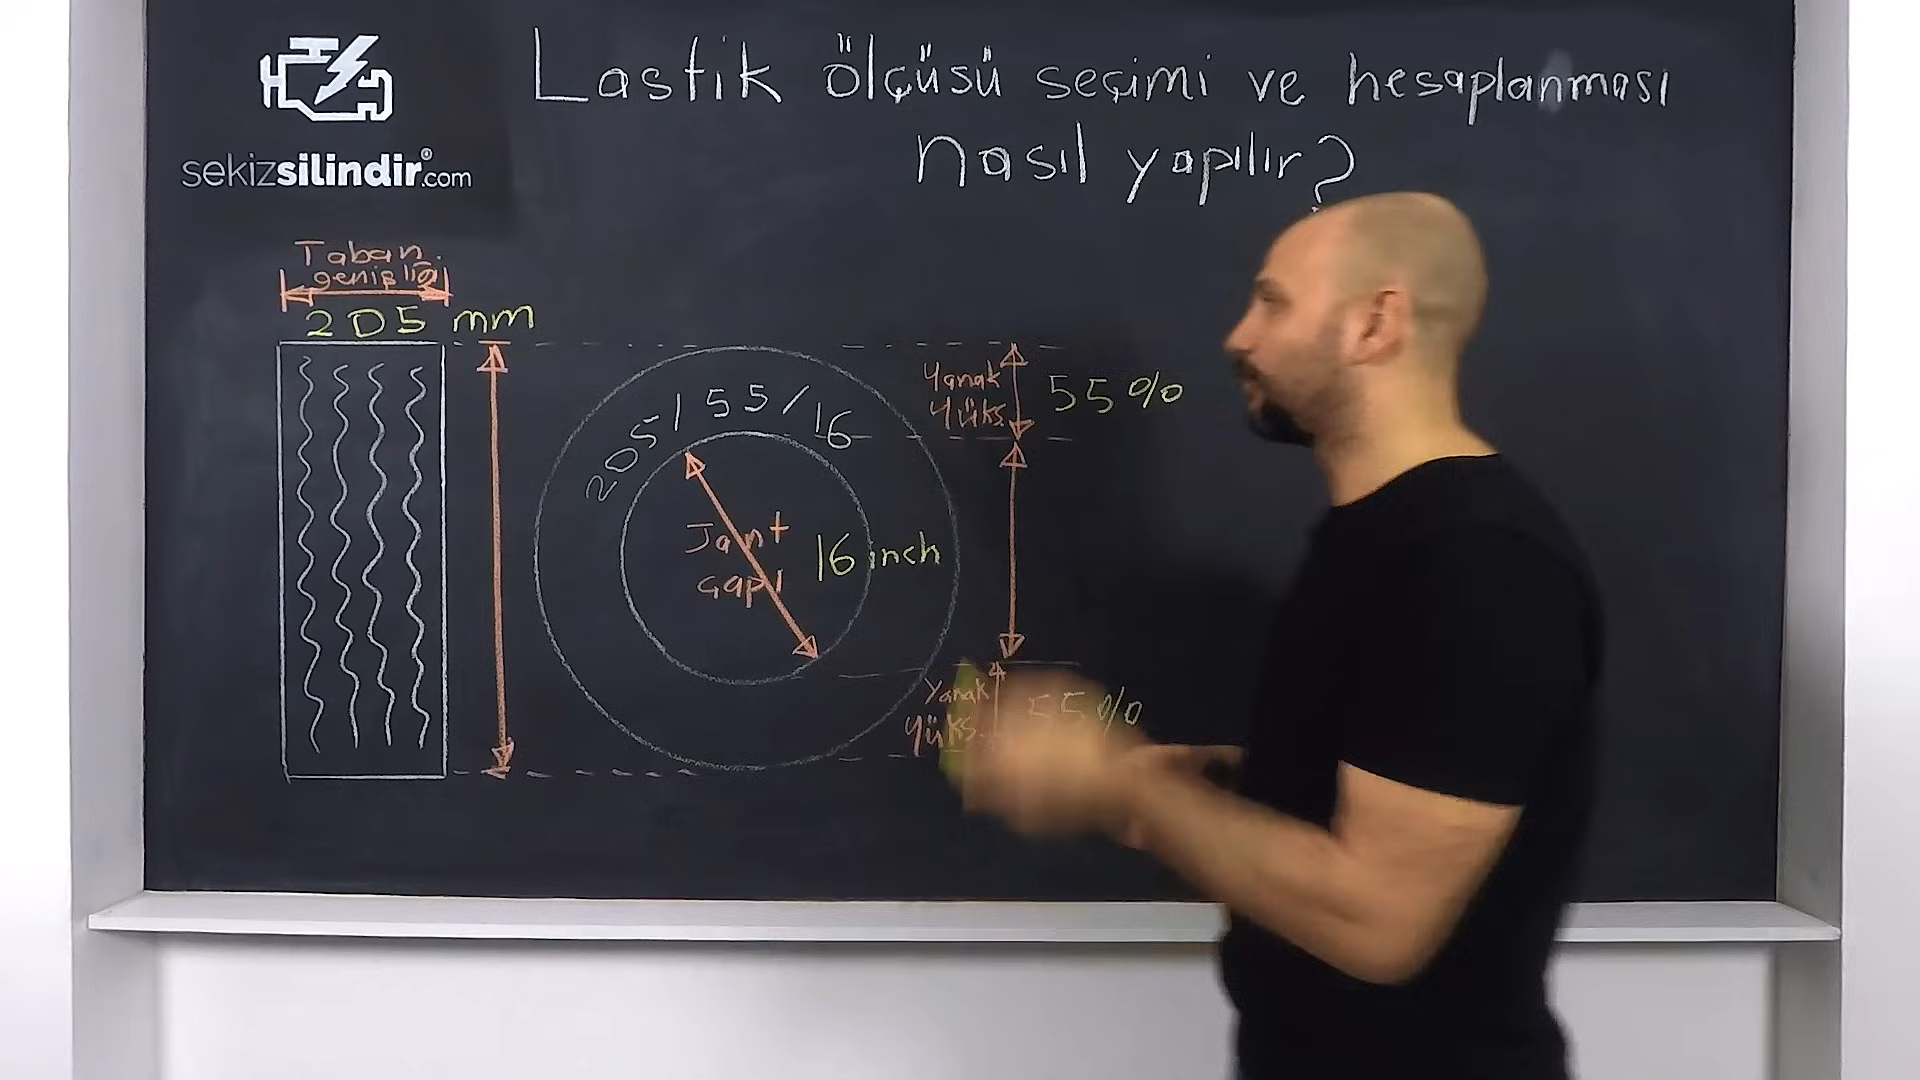 sekizsilindir.com
Lastik ölçüsü seçimi ve hesaplanması
nasıl yapılır?
Taban
genişliği
205 mm
205/55/16
Jant
çapı
16 inch
Yanak
Yüks.
55%
Yanak
Yüks.
55%